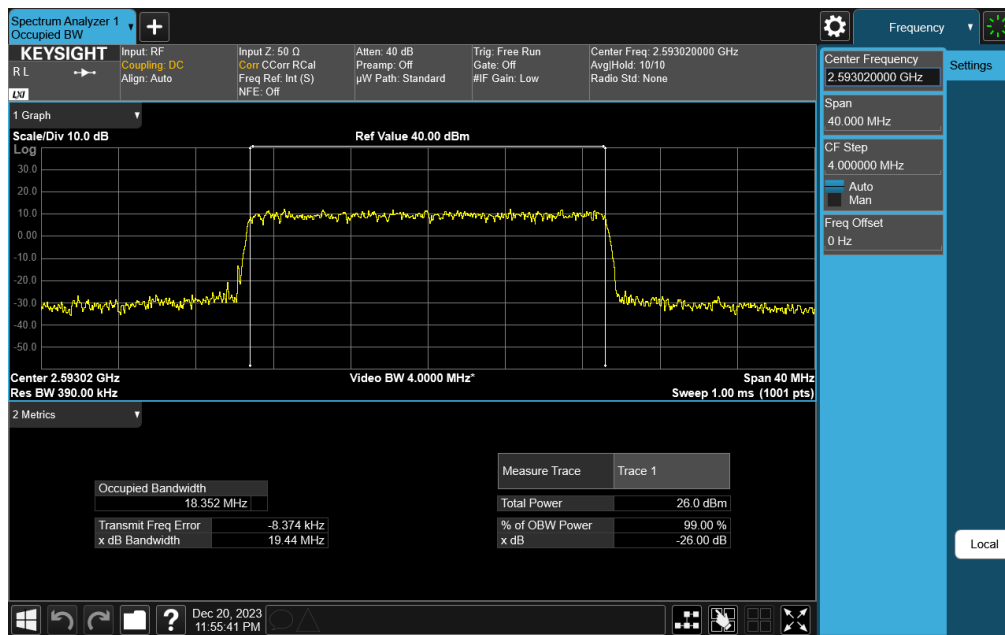 Spectrum Analyzer 1
Occupied BW
Frequency
KEYSIGHT
R L
LXI
Input: RF
Coupling: DC
Align: Auto
Input Z: 50 Ω
Corr CCorr RCal
Freq Ref: Int (S)
NFE: Off
Atten: 40 dB
Preamp: Off
µW Path: Standard
Trig: Free Run
Gate: Off
#IF Gain: Low
Center Freq: 2.593020000 GHz
Avg|Hold: 10/10
Radio Std: None
Center Frequency
2.593020000 GHz
Settings
Span
40.000 MHz
CF Step
4.000000 MHz
Auto
Man
Freq Offset
0 Hz
1 Graph
Scale/Div 10.0 dB
Ref Value 40.00 dBm
Log
30.0
20.0
10.0
0.00
-10.0
-20.0
-30.0
-40.0
-50.0
Center 2.59302 GHz
Video BW 4.0000 MHz*
Span 40 MHz
Res BW 390.00 kHz
Sweep 1.00 ms (1001 pts)
2 Metrics
Measure Trace Trace 1
Occupied Bandwidth
18.352 MHz
Total Power 26.0 dBm
Transmit Freq Error -8.374 kHz
% of OBW Power 99.00 %
x dB Bandwidth 19.44 MHz
x dB -26.00 dB
Local
?
Dec 20, 2023
11:55:41 PM